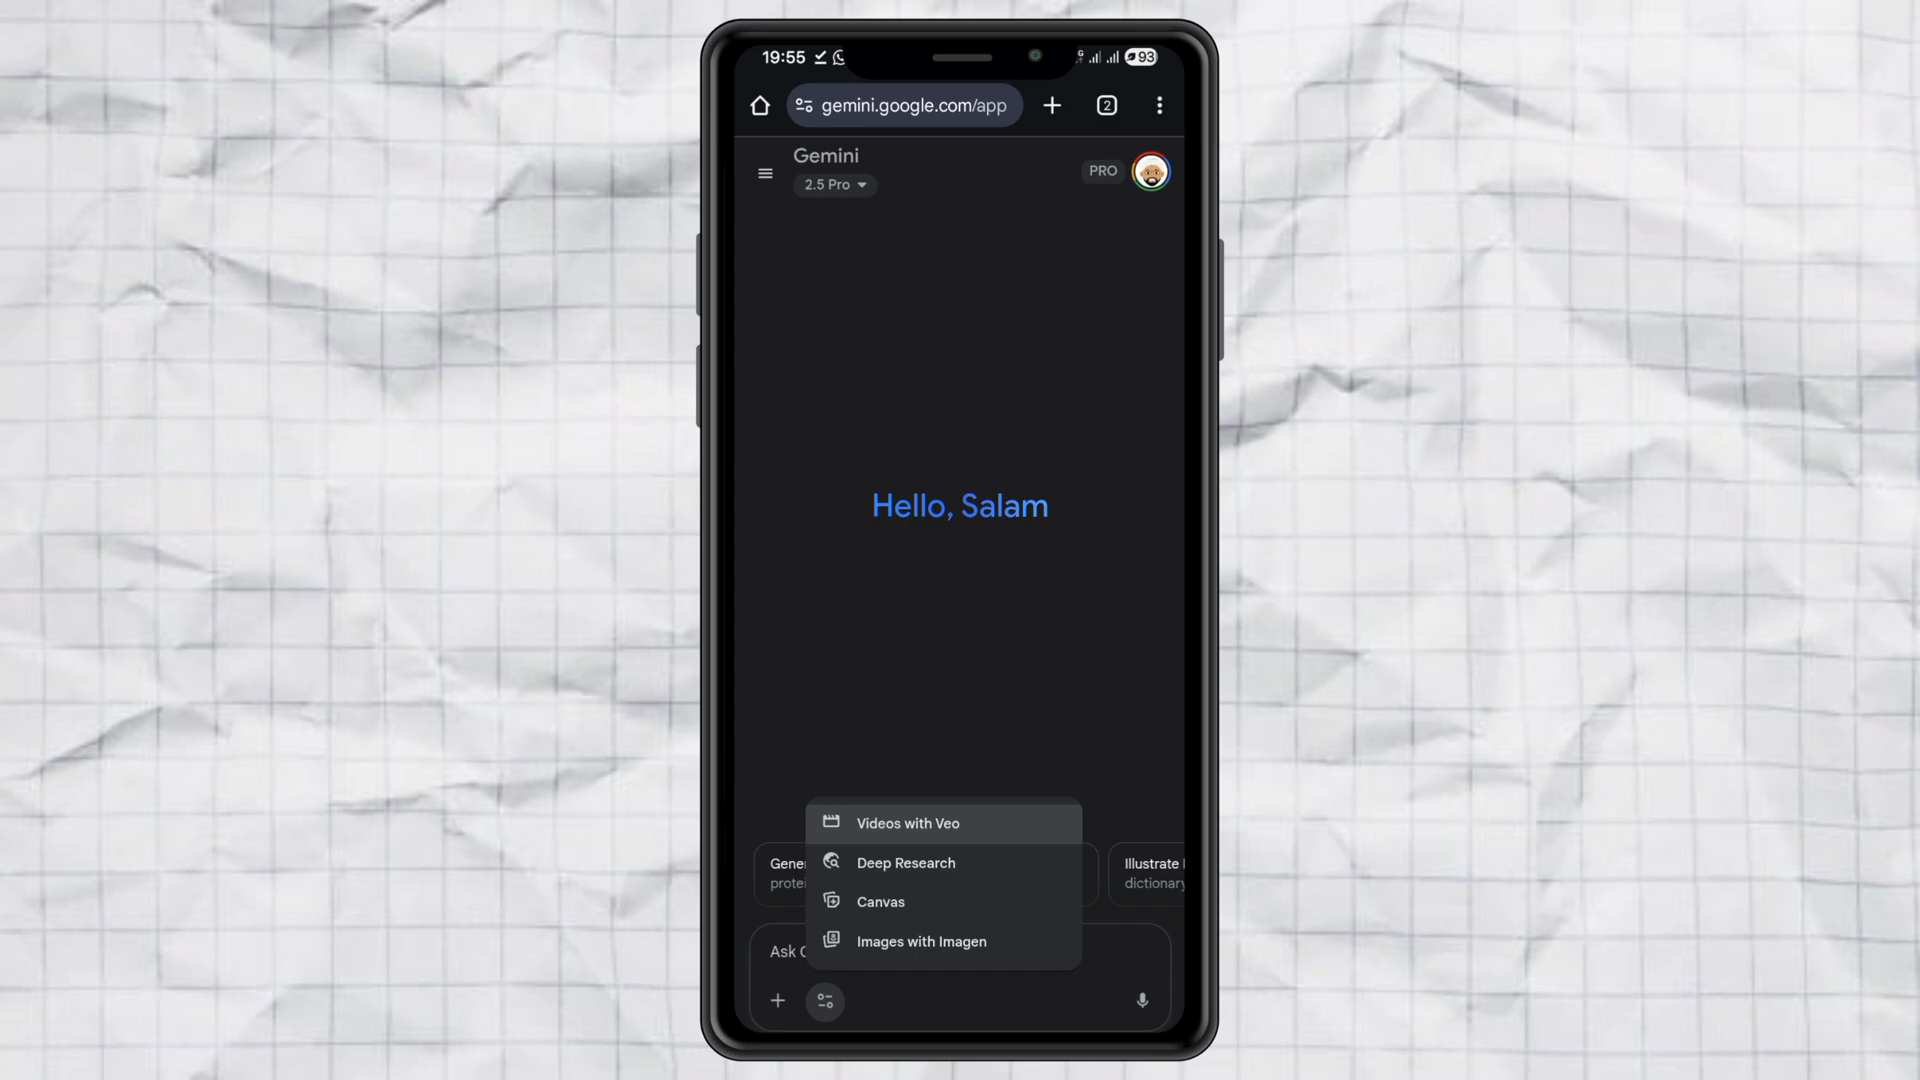 19:55
93
gemini.google.com/app
2
Gemini
2.5 Pro
PRO
Hello, Salam
Videos with Veo
Deep Research
Canvas
Images with Imagen
Illustrate
dictionary
Ask